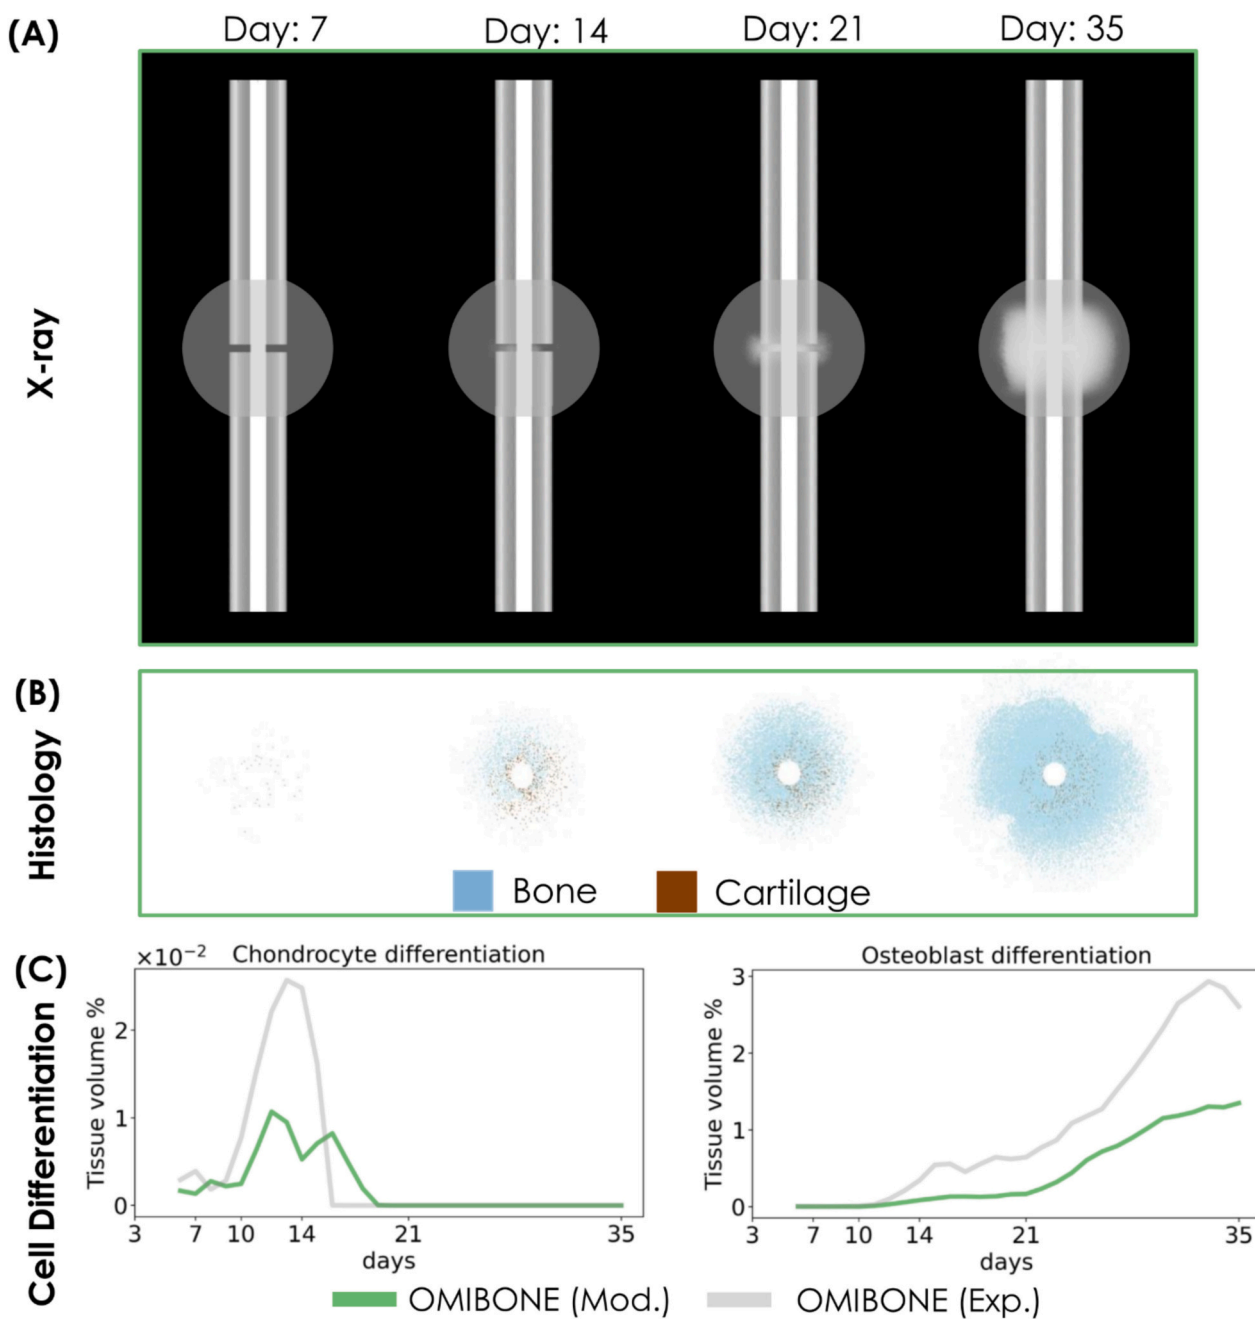 (A)
Day: 7
Day: 14
Day: 21
Day: 35
X-ray
(B)
Histology
Bone
Cartilage
(C)
Cell Differentiation
×10⁻²
Chondrocyte differentiation
Tissue volume %
2
1
0
3
7
10
14
21
35
days
Osteoblast differentiation
Tissue volume %
3
2
1
0
3
7
10
14
21
35
days
OMIBONE (Mod.)
OMIBONE (Exp.)